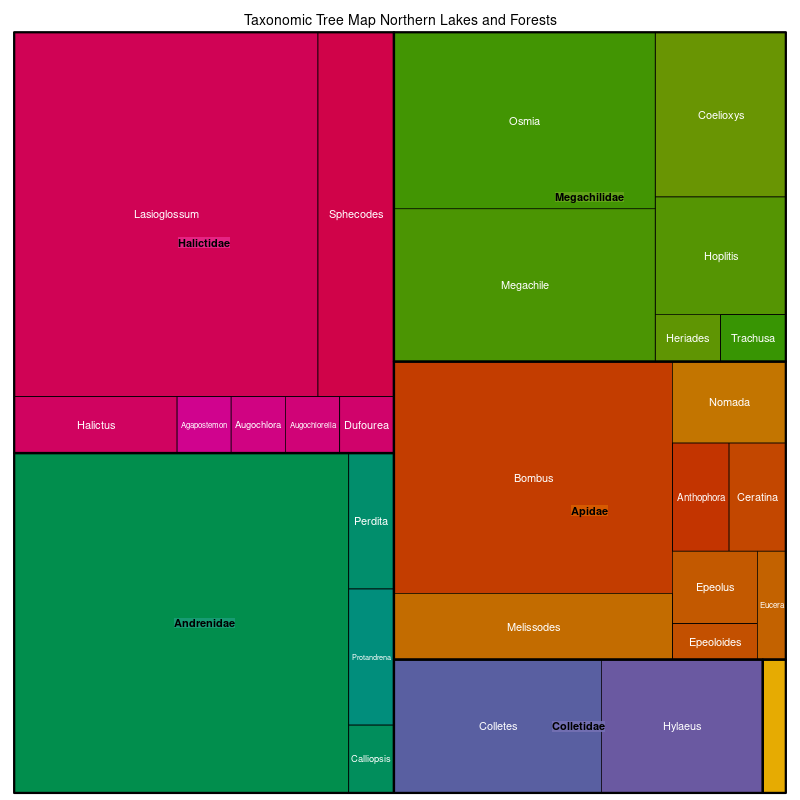 Taxonomic Tree Map Northern Lakes and Forests
Lasioglossum
Sphecodes
Halictidae
Halictus
Agapostemon
Augochlora
Augochlorella
Dufourea
Osmia
Coelioxys
Megachilidae
Megachile
Hoplitis
Heriades
Trachusa
Andrenidae
Perdita
Protandrena
Calliopsis
Bombus
Nomada
Apidae
Anthophora
Ceratina
Melissodes
Epeolus
Eucera
Epeoloides
Colletes
Colletidae
Hylaeus